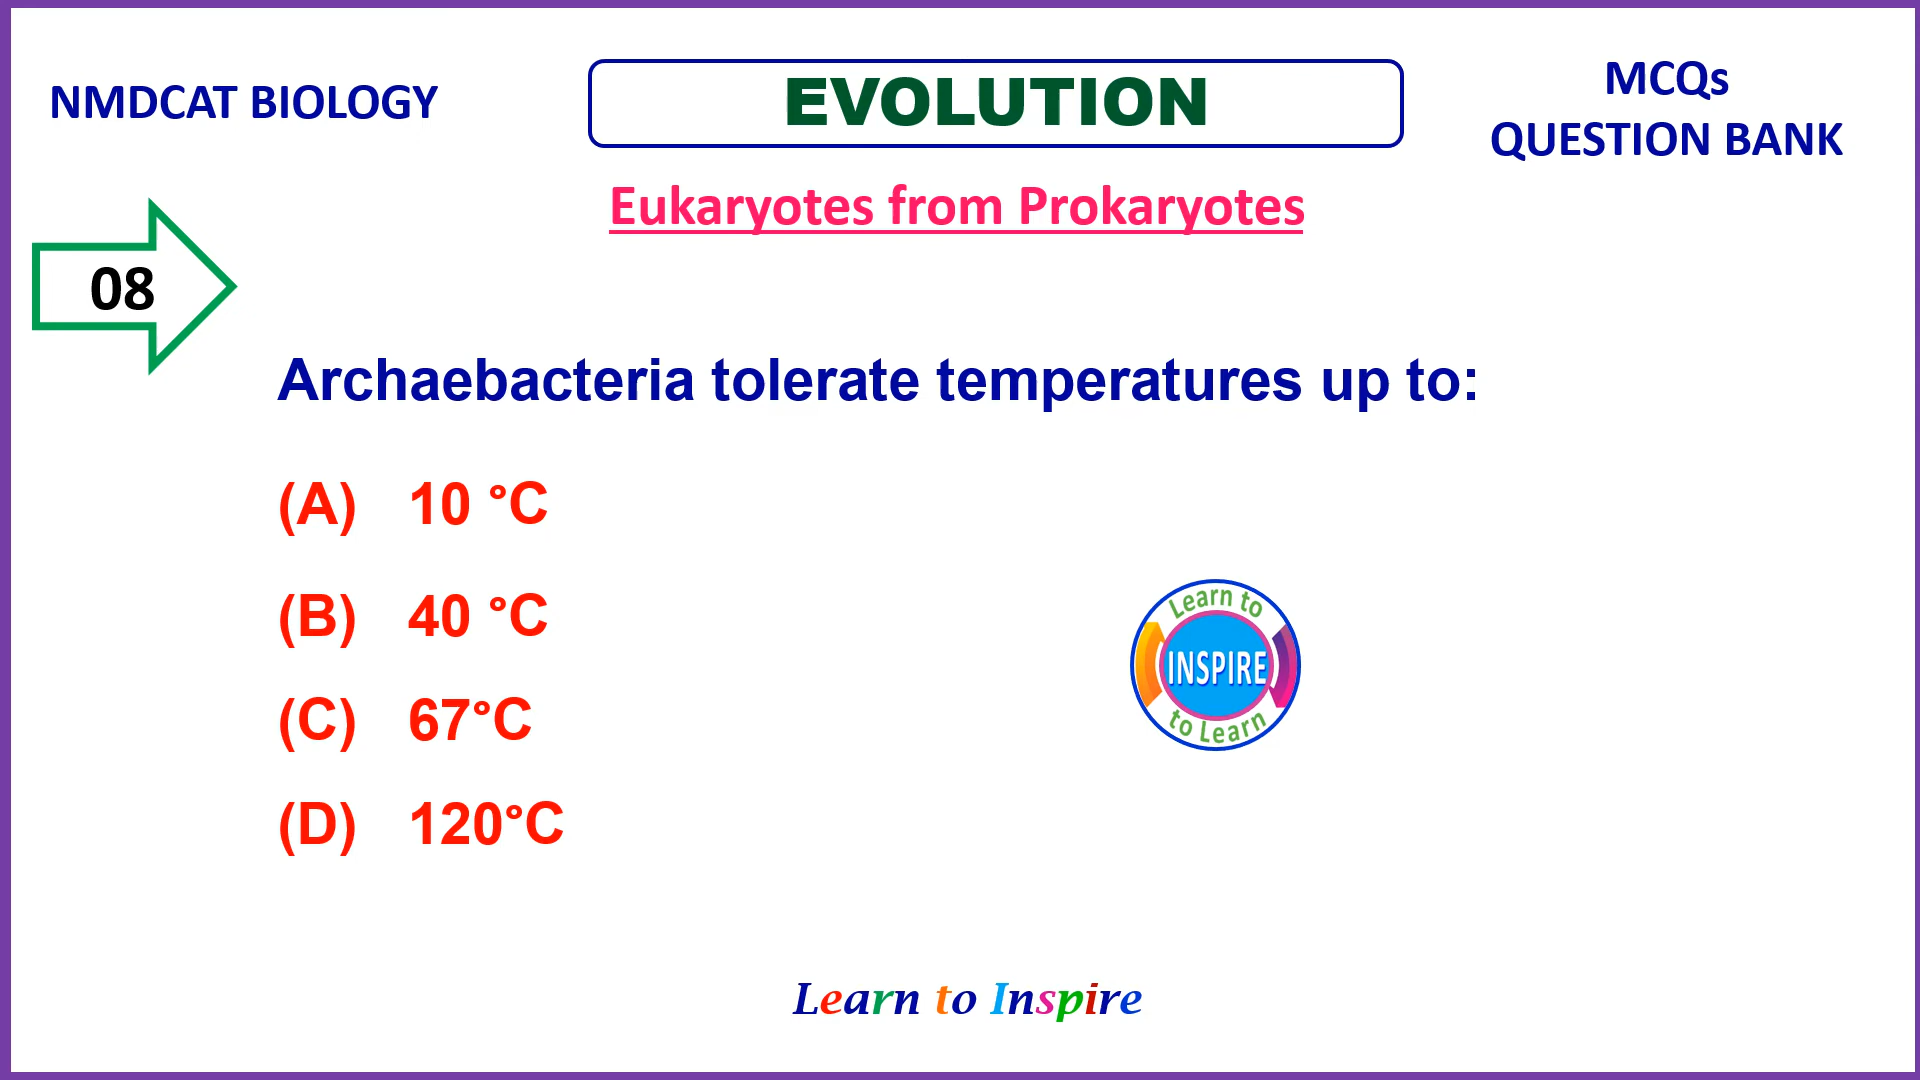 NMDCAT BIOLOGY
EVOLUTION
MCQs
QUESTION BANK
Eukaryotes from Prokaryotes
08
Archaebacteria tolerate temperatures up to:
(A) 10 °C
(B) 40 °C
(C) 67°C
(D) 120°C
Learn to
INSPIRE
to Learn
Learn to Inspire